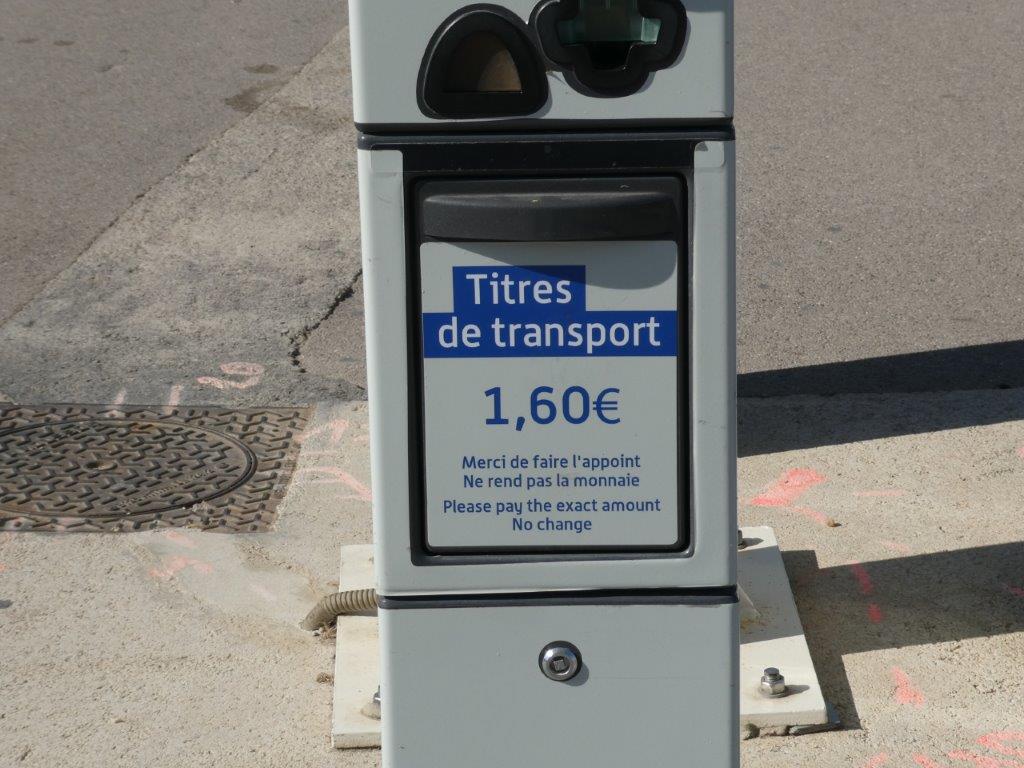 Titres
de transport
1,60€
Merci de faire l'appoint
Ne rend pas la monnaie
Please pay the exact amount
No change